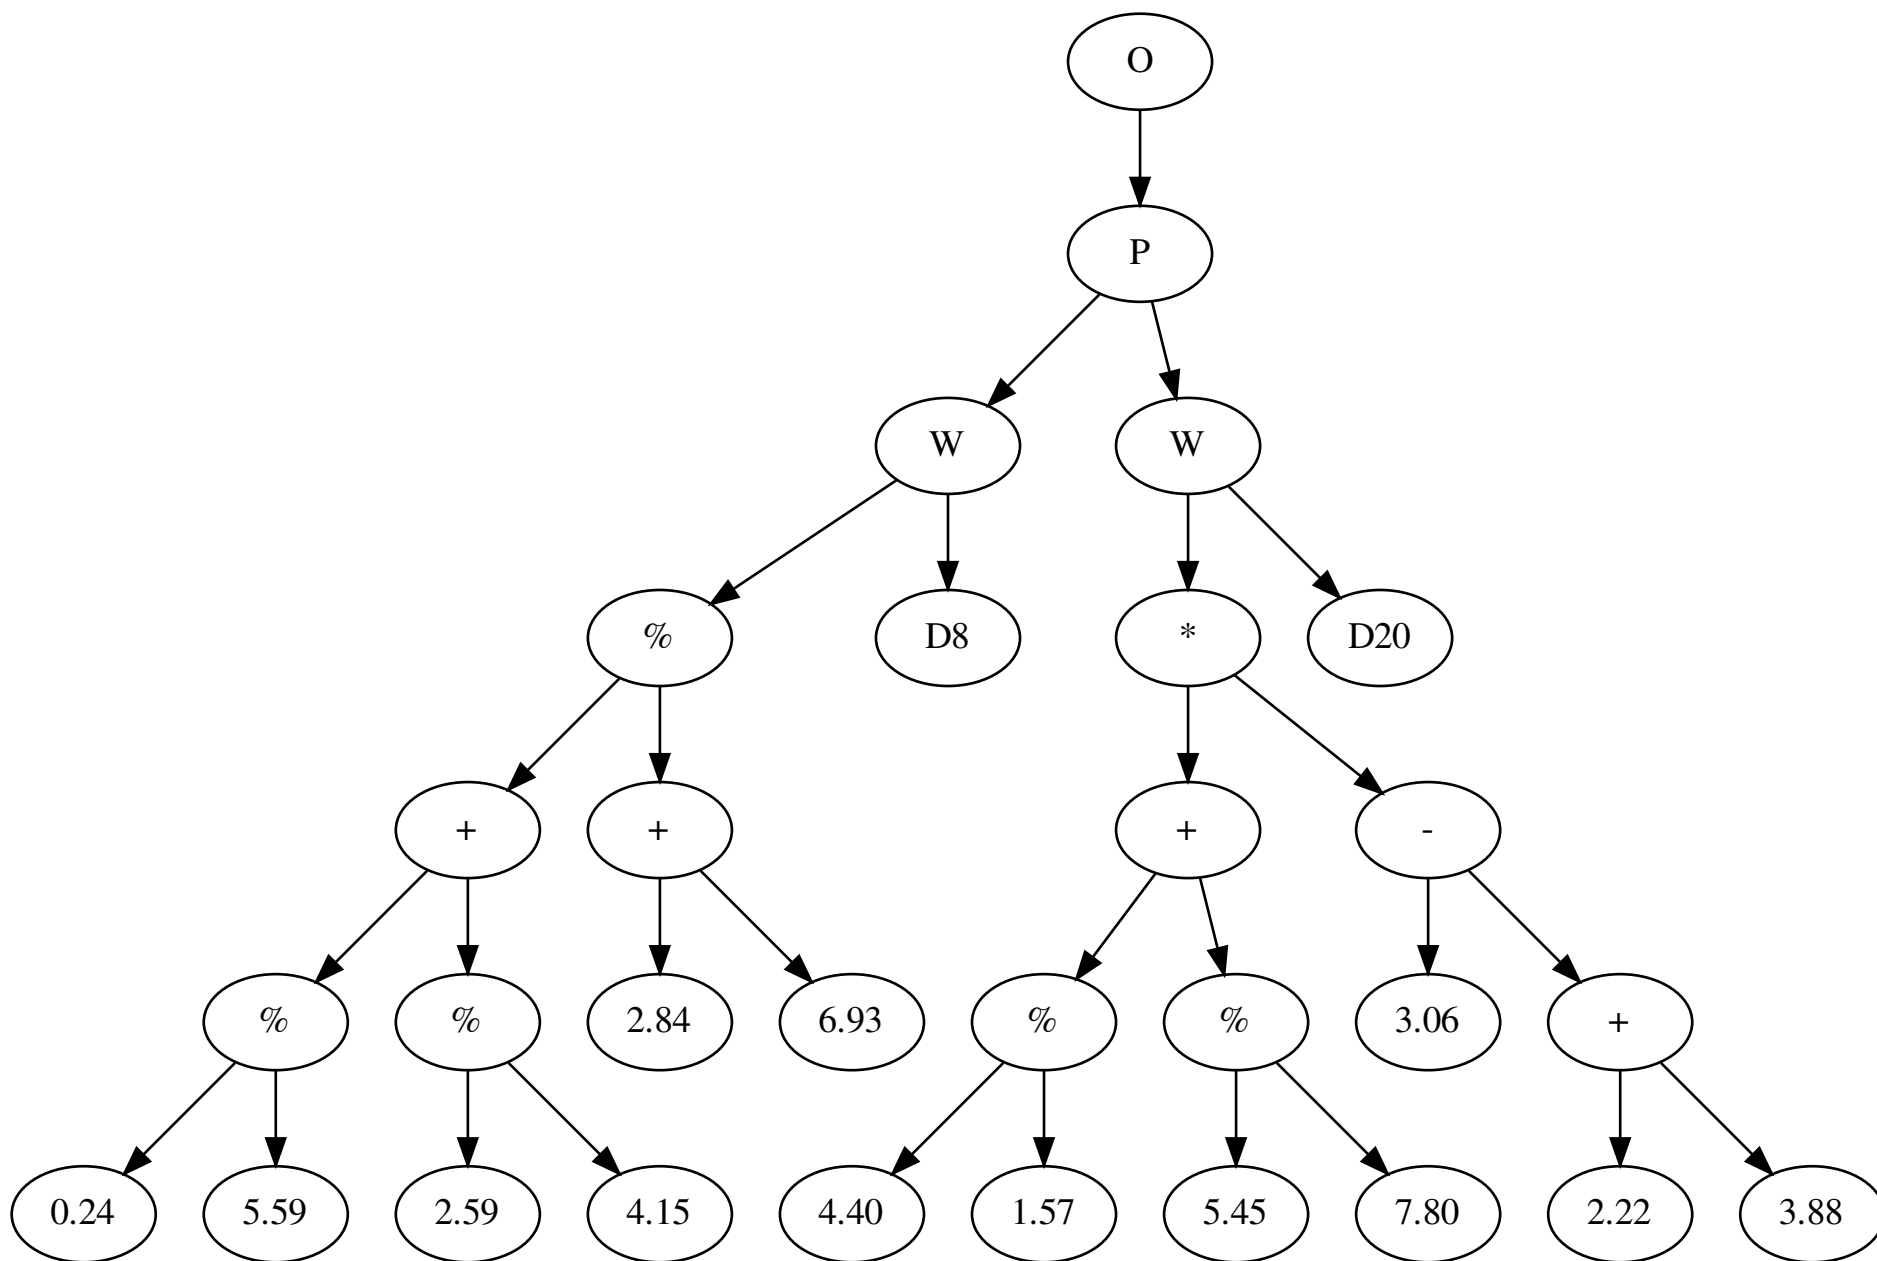 O
P
W W
% D8 * D20
+ + + -
% % 2.84 6.93 % % 3.06 +
0.24 5.59 2.59 4.15 4.40 1.57 5.45 7.80 2.22 3.88